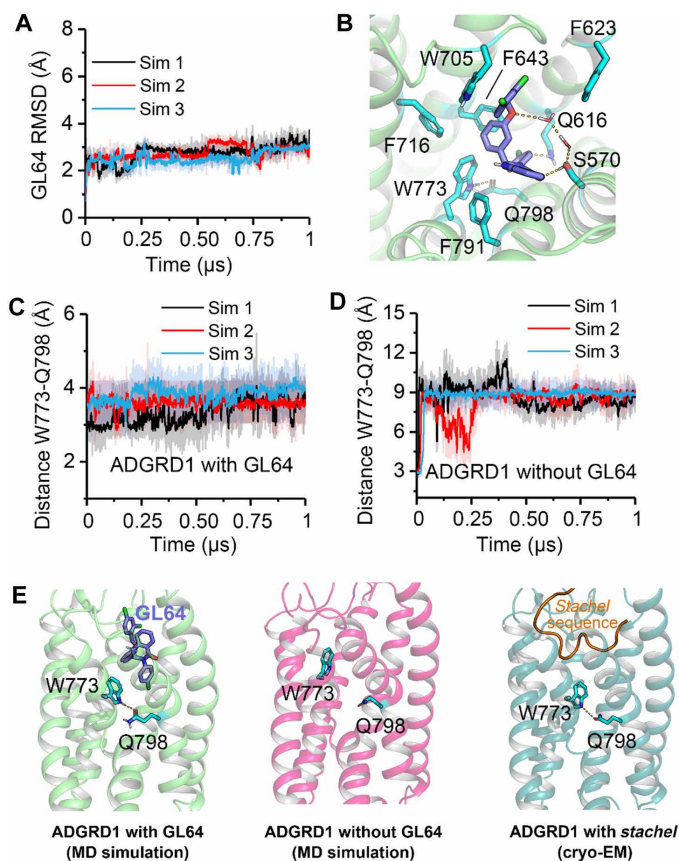 A
GL64 RMSD (Å)
8
6
4
2
0
Sim 1
Sim 2
Sim 3
0
0.25
0.50
0.75
1
Time (µs)
B
F623
W705
F643
Q616
F716
S570
W773
Q798
F791
C
Distance W773-Q798 (Å)
6
4
2
Sim 1
Sim 2
Sim 3
ADGRD1 with GL64
0
0.25
0.50
0.75
1
Time (µs)
D
Distance W773-Q798 (Å)
15
12
9
6
3
0
Sim 1
Sim 2
Sim 3
ADGRD1 without GL64
0
0.25
0.50
0.75
1
Time (µs)
E
GL64
W773
Q798
ADGRD1 with GL64
(MD simulation)
W773
Q798
ADGRD1 without GL64
(MD simulation)
Stachel
sequence
W773
Q798
ADGRD1 with stachel
(cryo-EM)